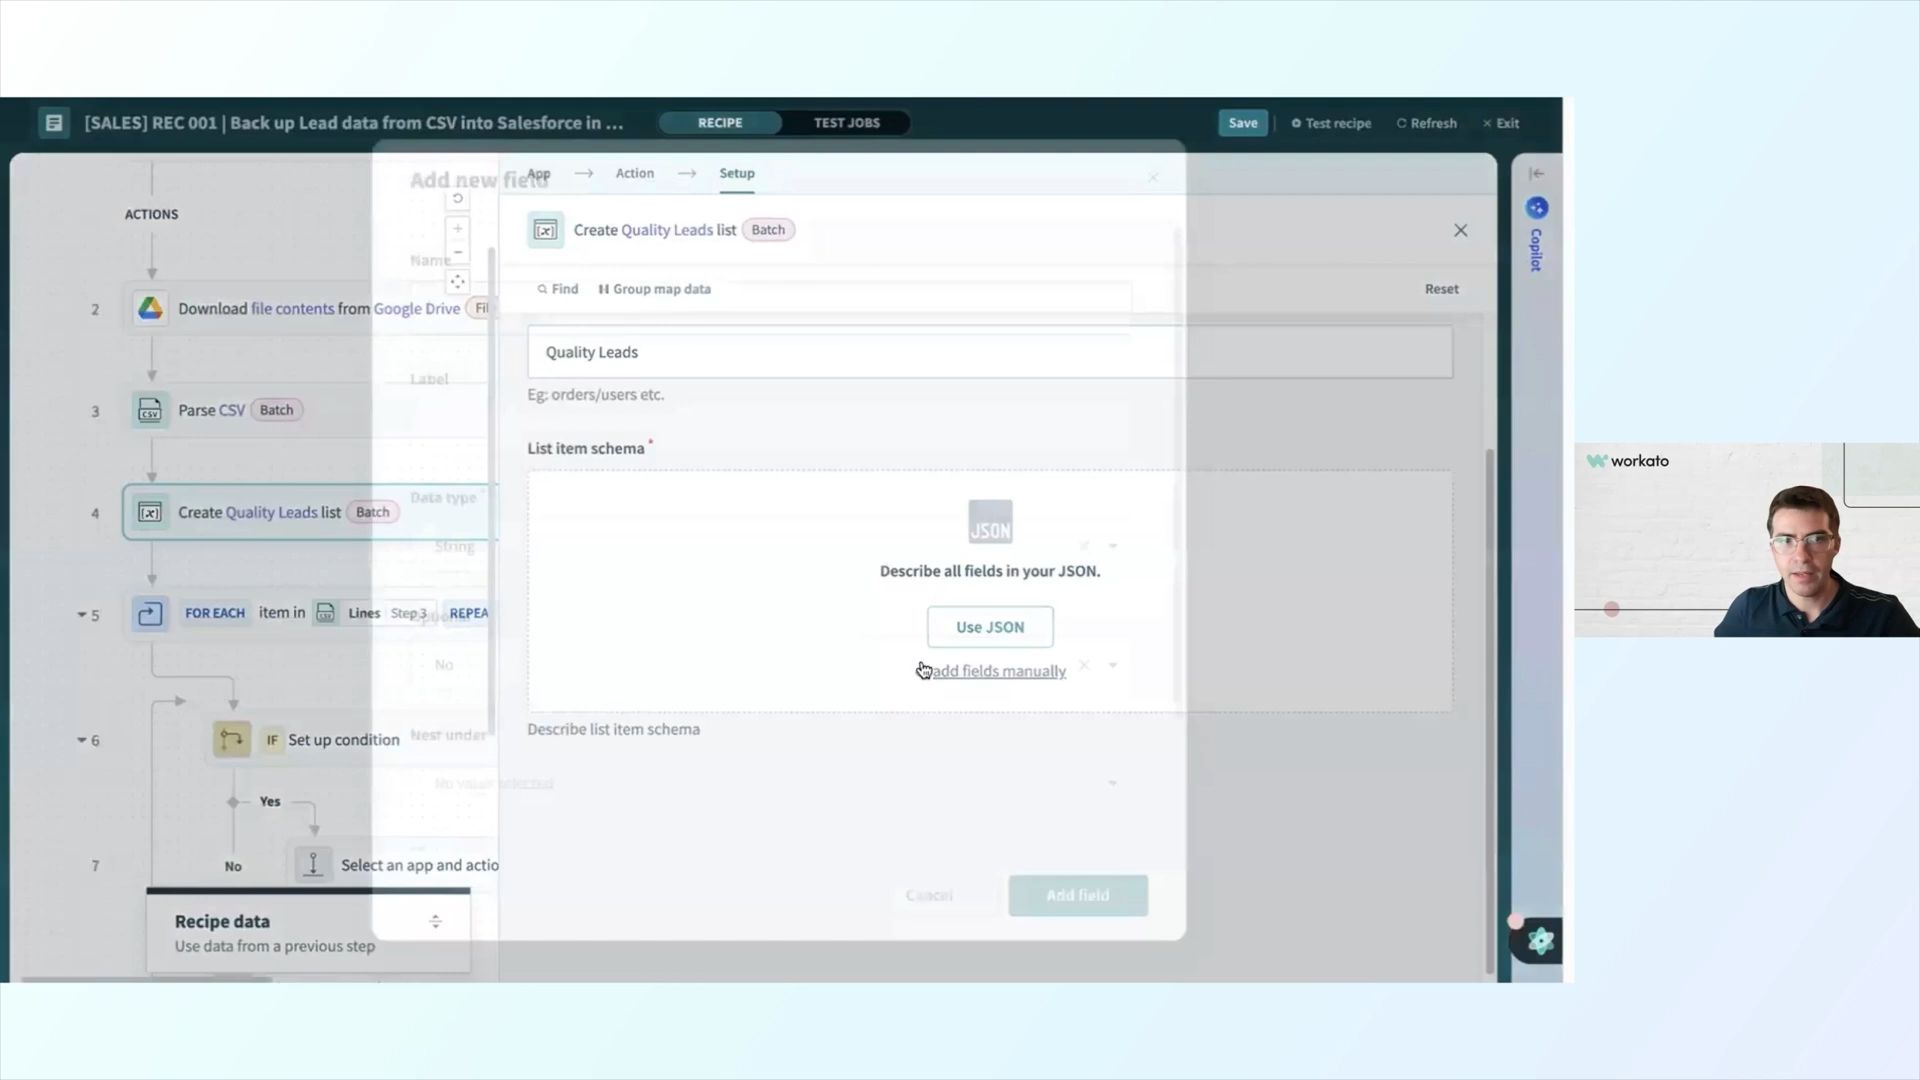 [SALES] REC 001 | Back up Lead data from CSV into Salesforce in ...
RECIPE
TEST JOBS
Save
Test recipe
Refresh
Exit
ACTIONS
2
Download file contents from Google Drive
Fil
3
Parse CSV
Batch
4
Create Quality Leads list
Batch
5
FOR EACH item in Lines Step 3 REPEA
6
IF Set up condition
Yes
No
7
Select an app and actio
Recipe data
Use data from a previous step
Add new field
Name
Label
Data type
String
Optional
No
Nest under
No value selected
Cancel
Add field
App
Action
Setup
Create Quality Leads list
Batch
Find
Group map data
Reset
Quality Leads
Eg: orders/users etc.
List item schema *
JSON
Describe all fields in your JSON.
Use JSON
add fields manually
Describe list item schema
Copilot
workato